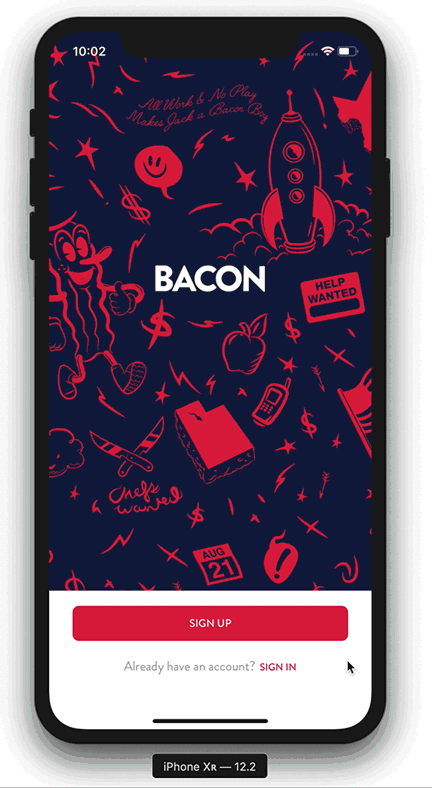 10:02
All Work & No Play
Makes Jack a Bacon Boy
BACON
HELP
WANTED
Chefs
Wanted
AUG
21
SIGN UP
Already have an account? SIGN IN
iPhone XR — 12.2